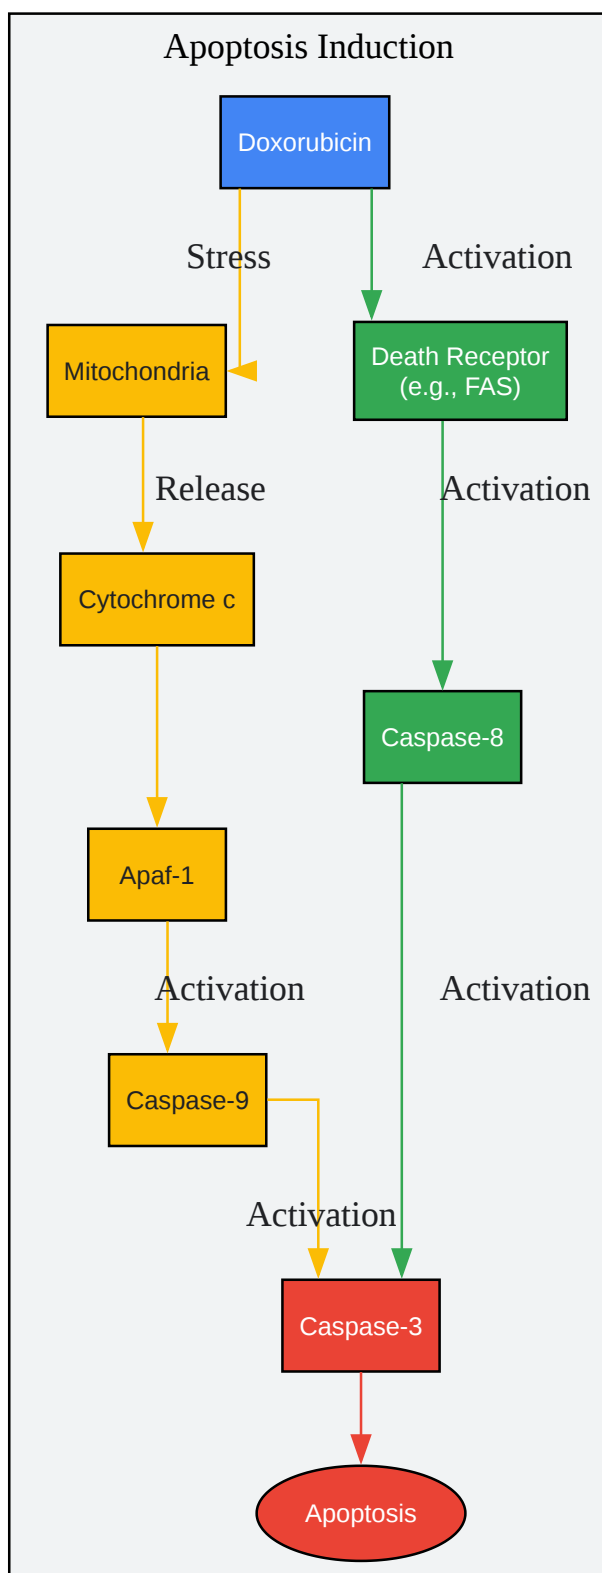 Apoptosis Induction
Doxorubicin
Stress
Activation
Mitochondria
Death Receptor
(e.g., FAS)
Release
Activation
Cytochrome c
Caspase-8
Apaf-1
Activation
Activation
Caspase-9
Activation
Caspase-3
Apoptosis